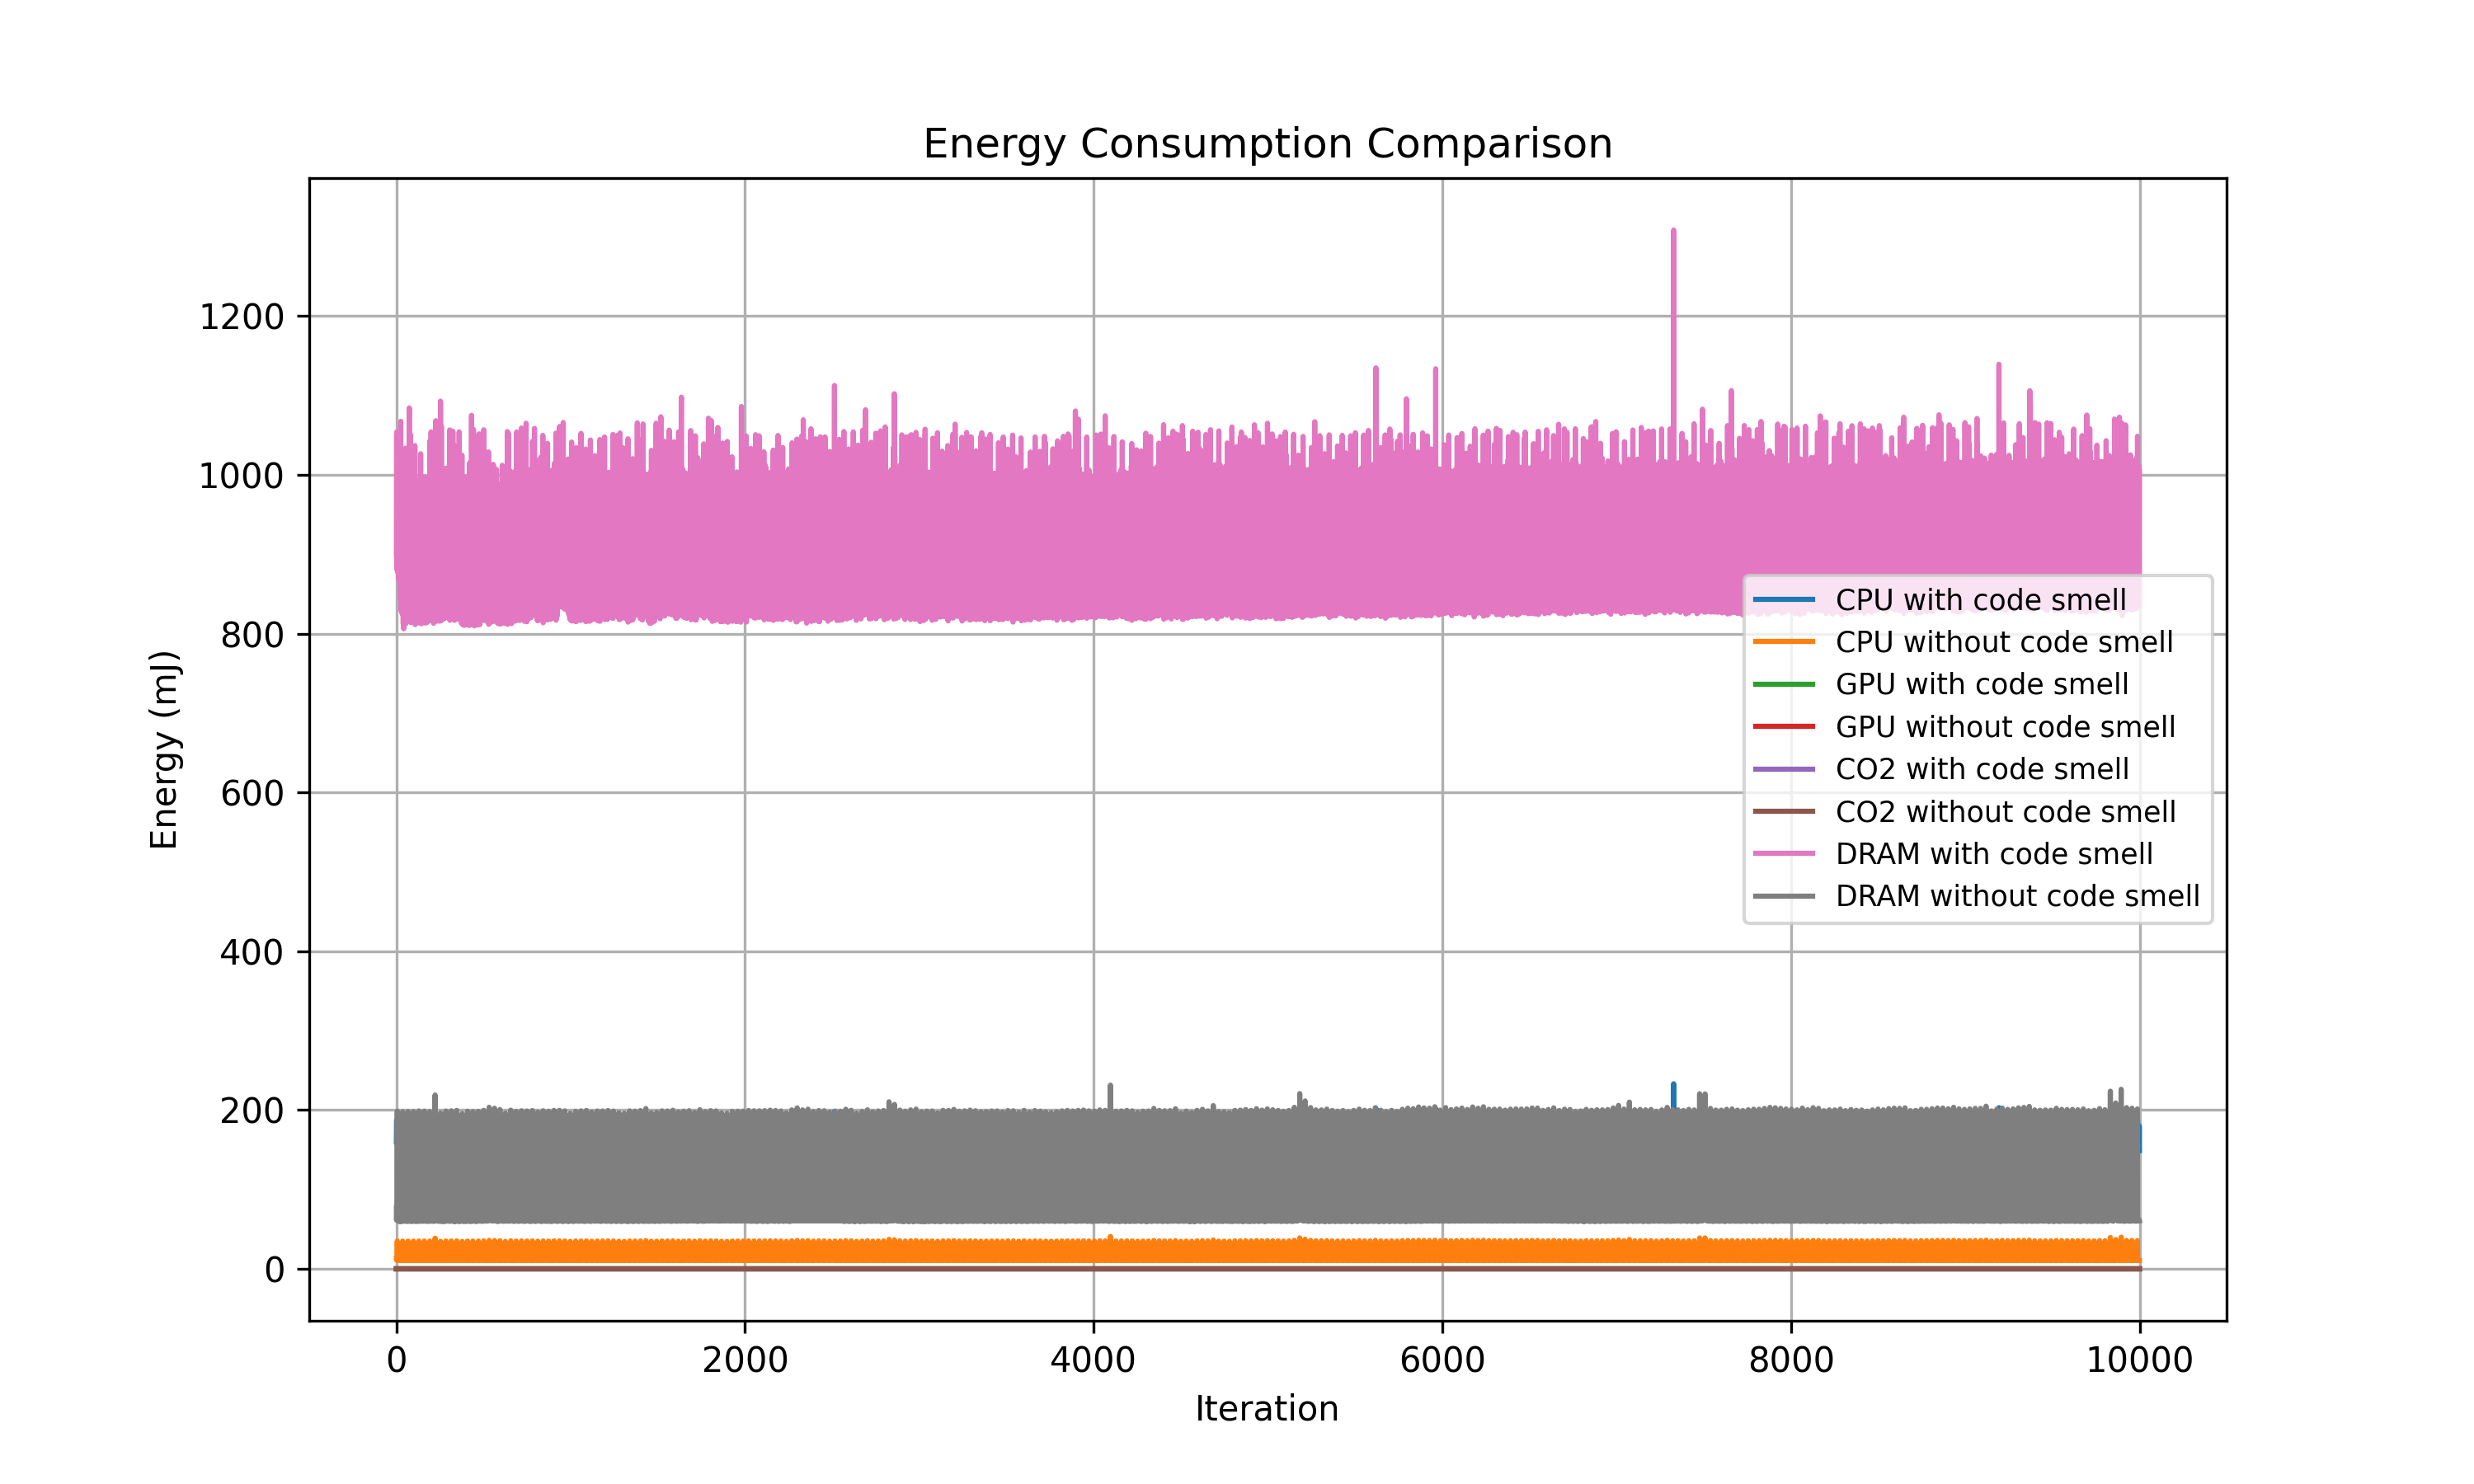 Energy Consumption Comparison
1200
1000
800
600
400
200
0
Energy (mJ)
CPU with code smell
CPU without code smell
GPU with code smell
GPU without code smell
CO2 with code smell
CO2 without code smell
DRAM with code smell
DRAM without code smell
0 2000 4000 6000 8000 10000
Iteration